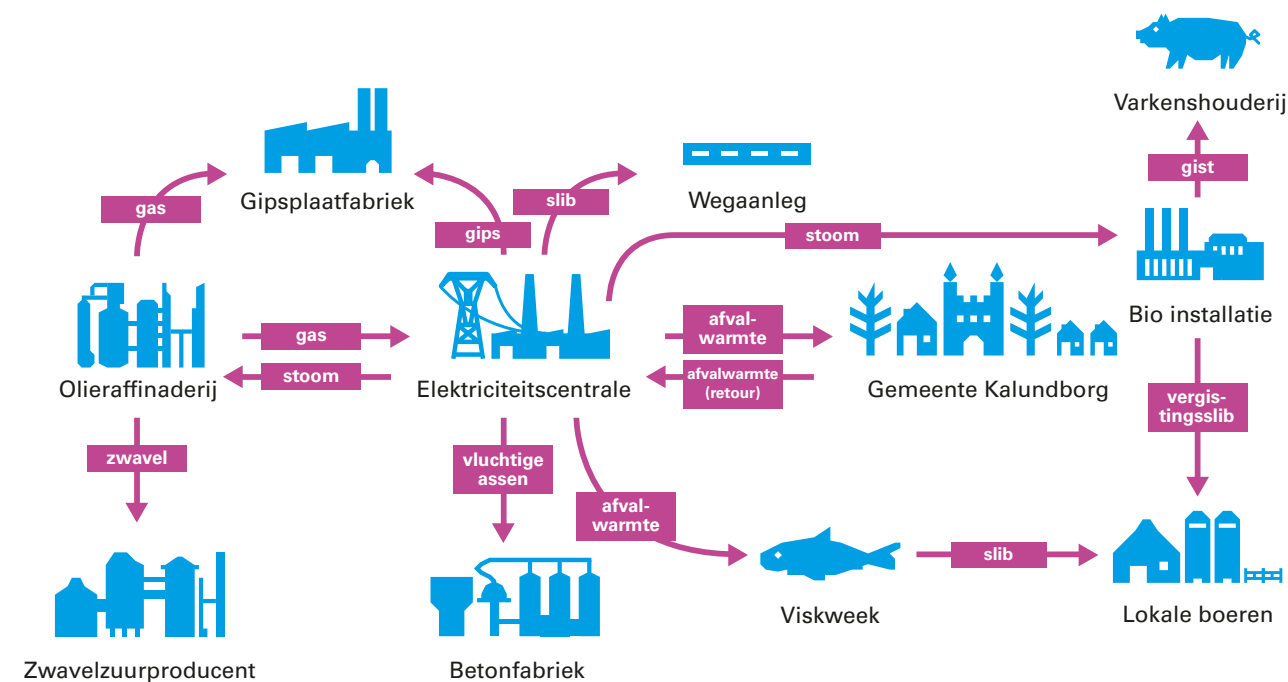 Varkenshouderij
gist
gas
Gipsplaatfabriek
gips
slib
Wegaanleg
stoom
Bio installatie
Olieraffinaderij
gas
stoom
Elektriciteitscentrale
afval-
warmte
afvalwarmte
(retour)
Gemeente Kalundborg
vergis-
tingsslib
zwavel
vluchtige
assen
afval-
warmte
Viskweek
slib
Lokale boeren
Zwavelzuurproducent
Betonfabriek